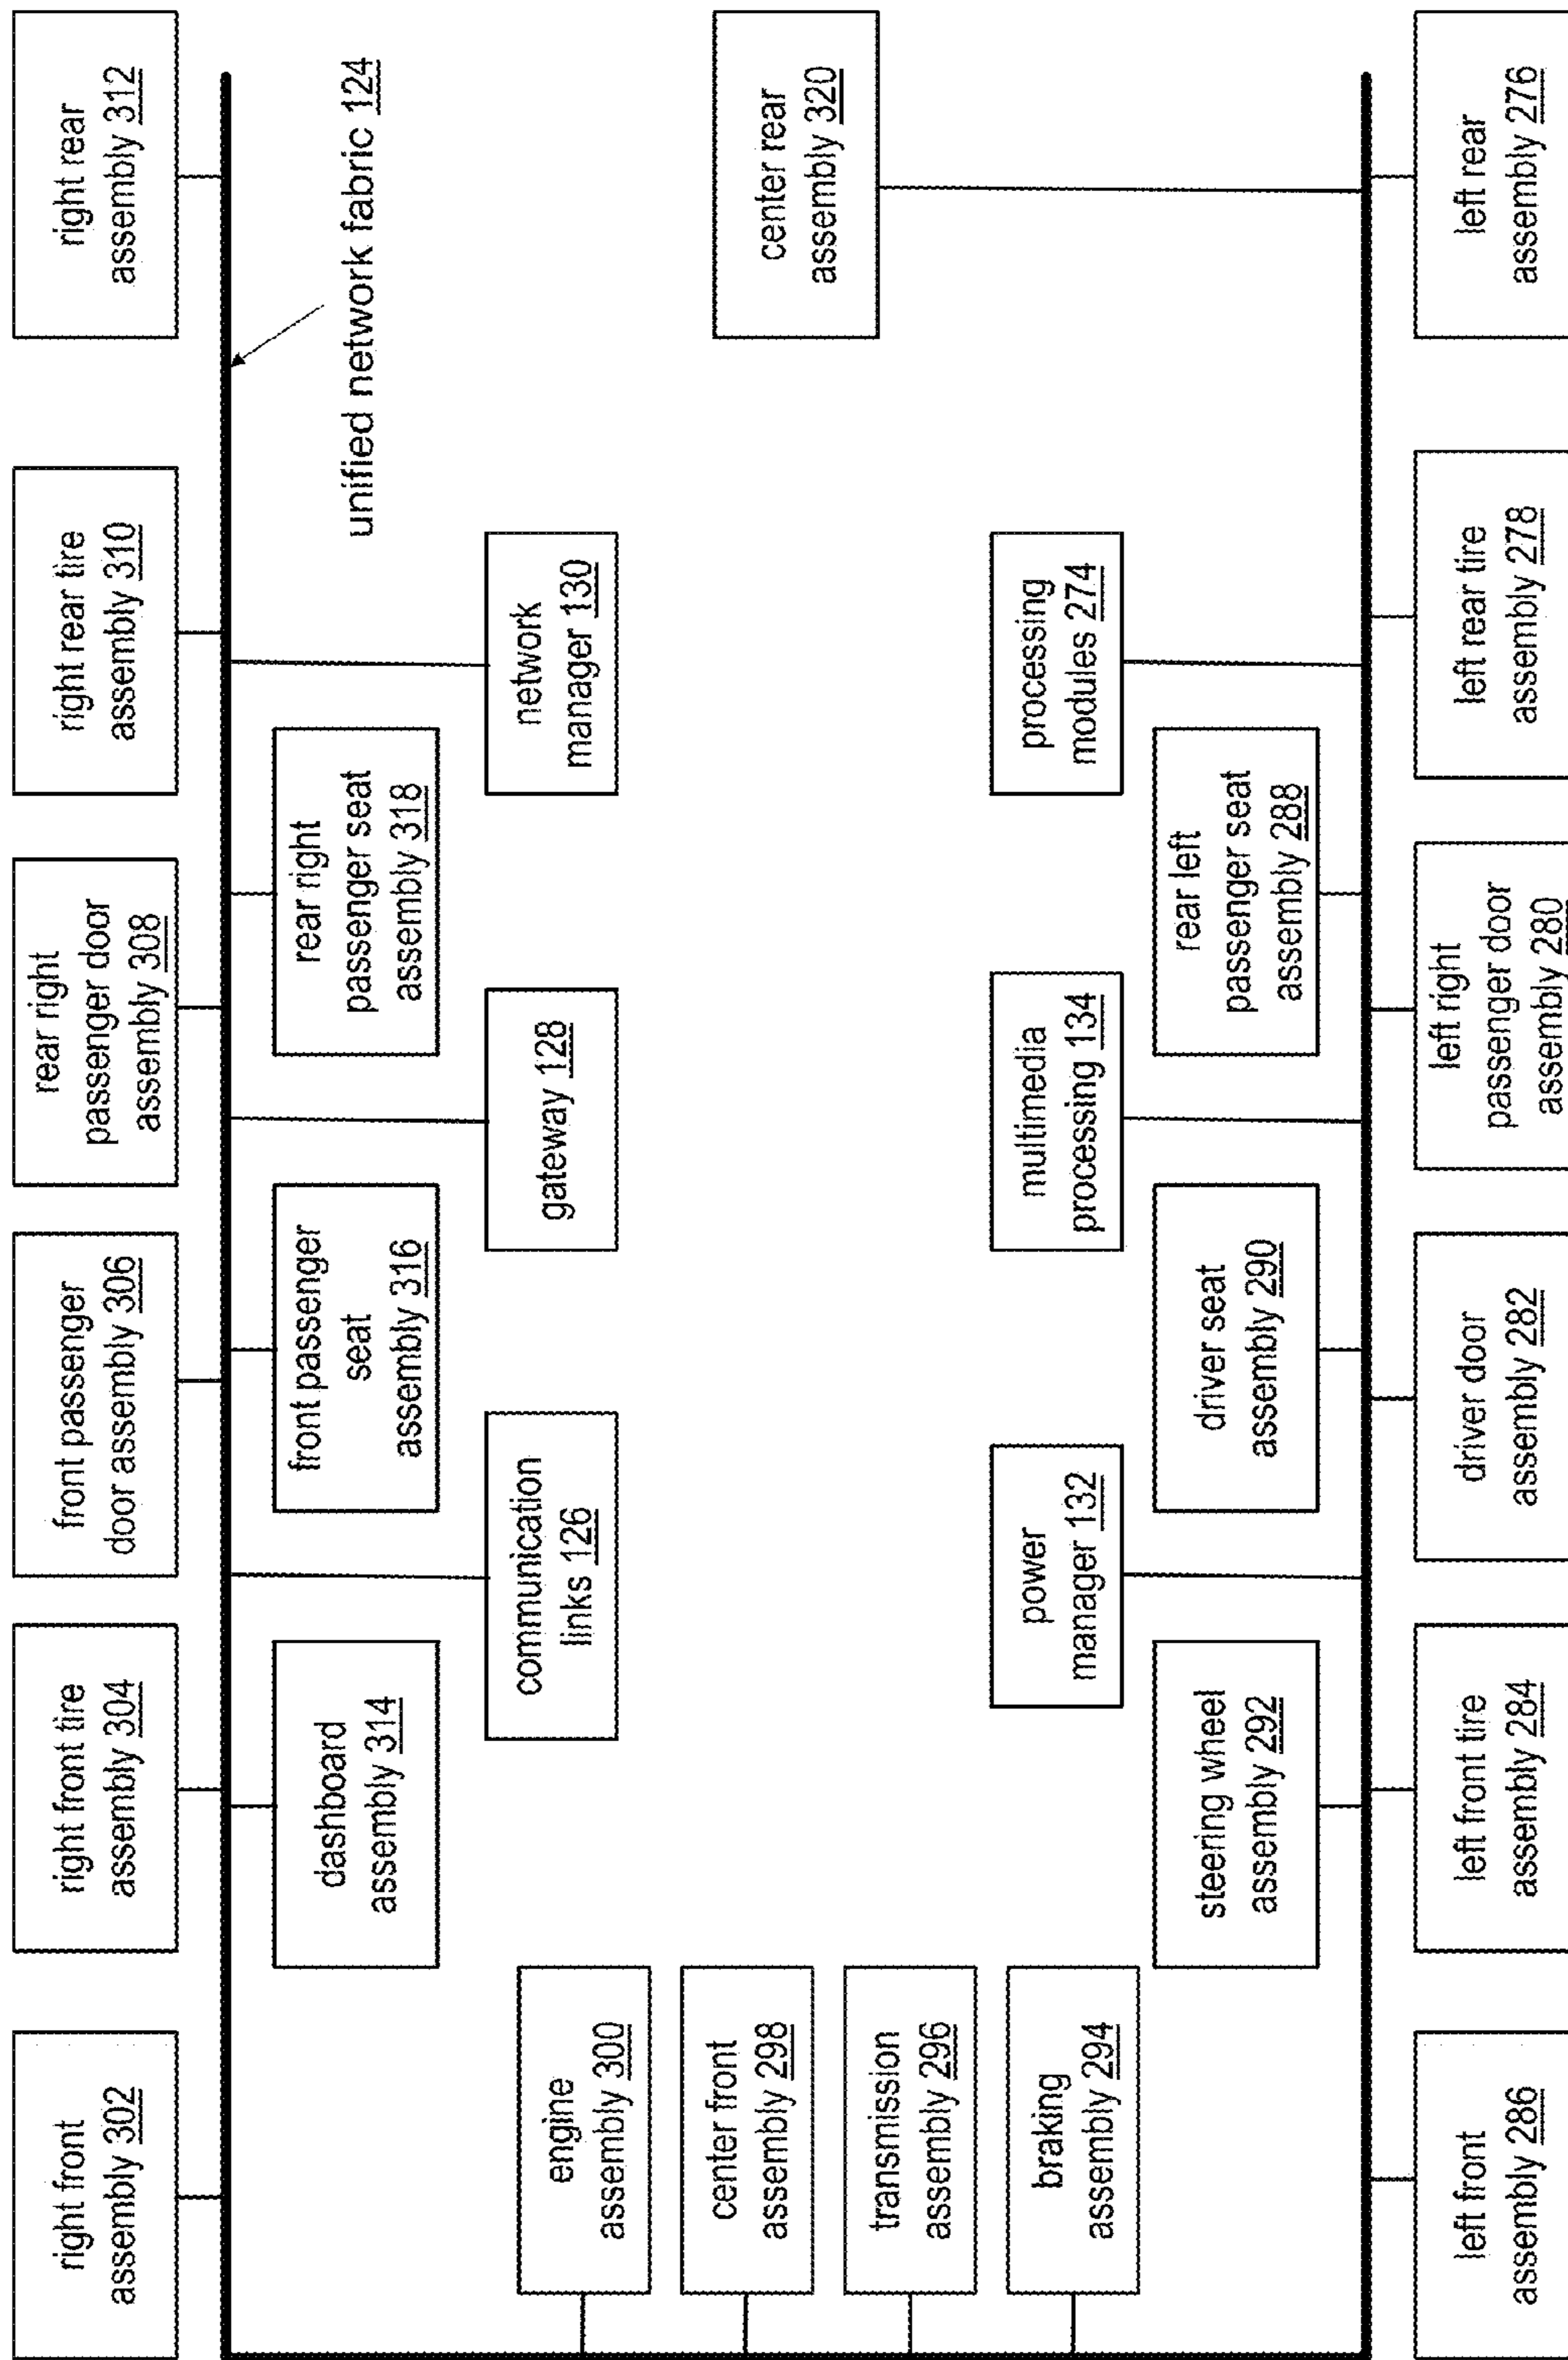 right front
assembly 302
right front tire
assembly 304
front passenger
door assembly 306
rear right
passenger door
assembly 308
right rear tire
assembly 310
right rear
assembly 312
dashboard
assembly 314
front passenger
seat
assembly 316
rear right
passenger seat
assembly 318
unified network fabric 124
communication
links 126
gateway 128
network
manager 130
engine
assembly 300
center front
assembly 298
transmission
assembly 296
braking
assembly 294
center rear
assembly 320
power
manager 132
multimedia
processing 134
processing
modules 274
steering wheel
assembly 292
driver seat
assembly 290
rear left
passenger seat
assembly 288
left front
assembly 286
left front tire
assembly 284
driver door
assembly 282
left right
passenger door
assembly 280
left rear tire
assembly 278
left rear
assembly 276